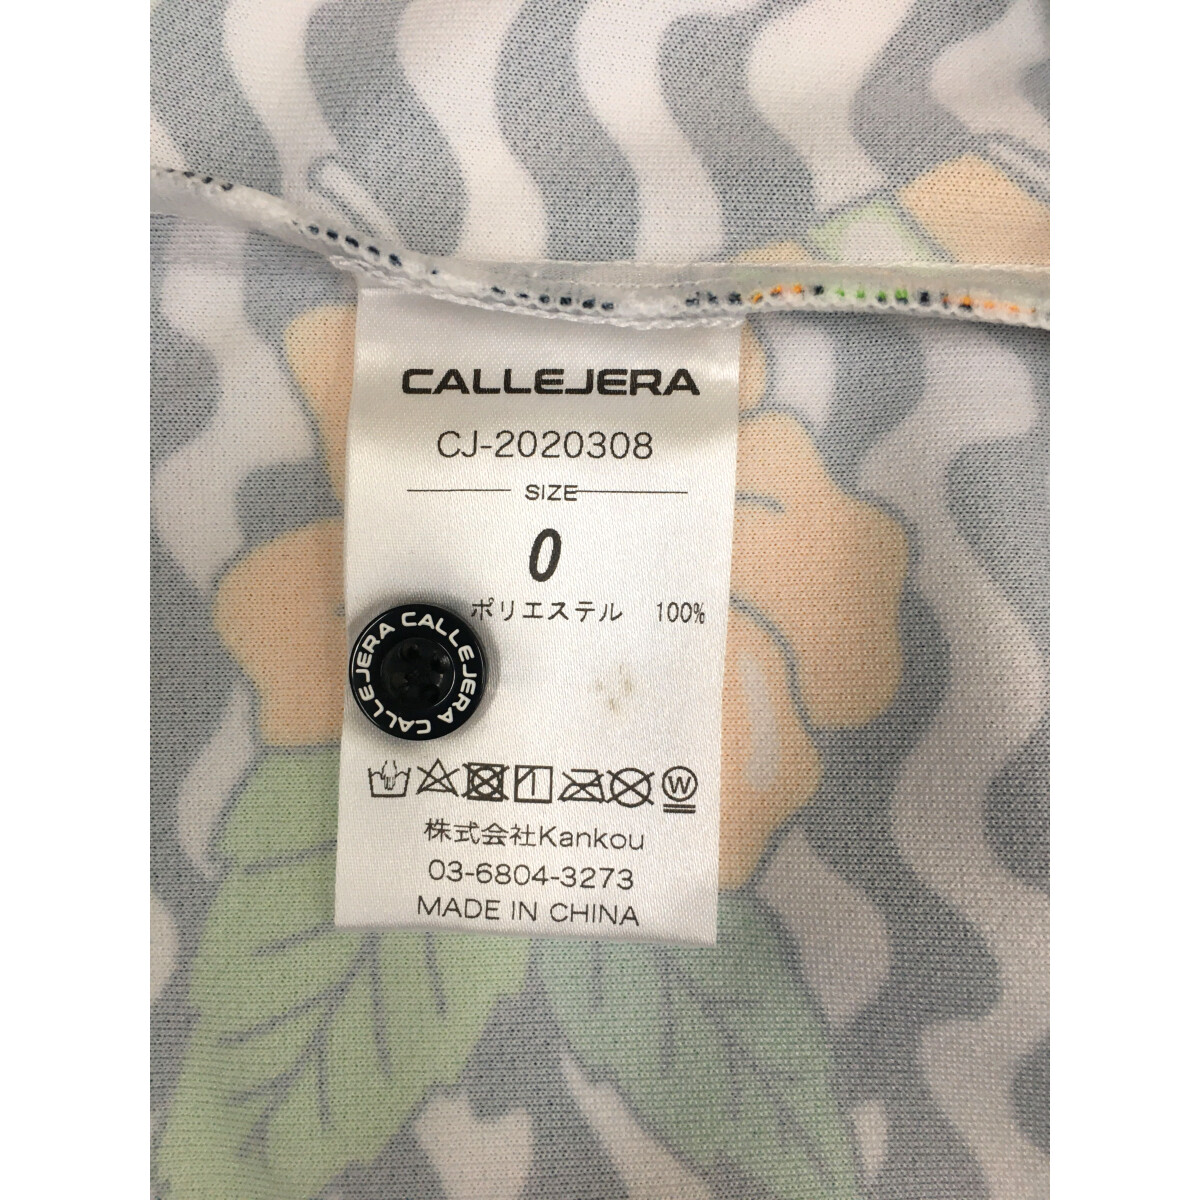 CALLEJERA
CJ-2020308
SIZE
0
ポリエステル 100%
CALLEJERA CALLEJERA
W
株式会社Kankou
03-6804-3273
MADE IN CHINA